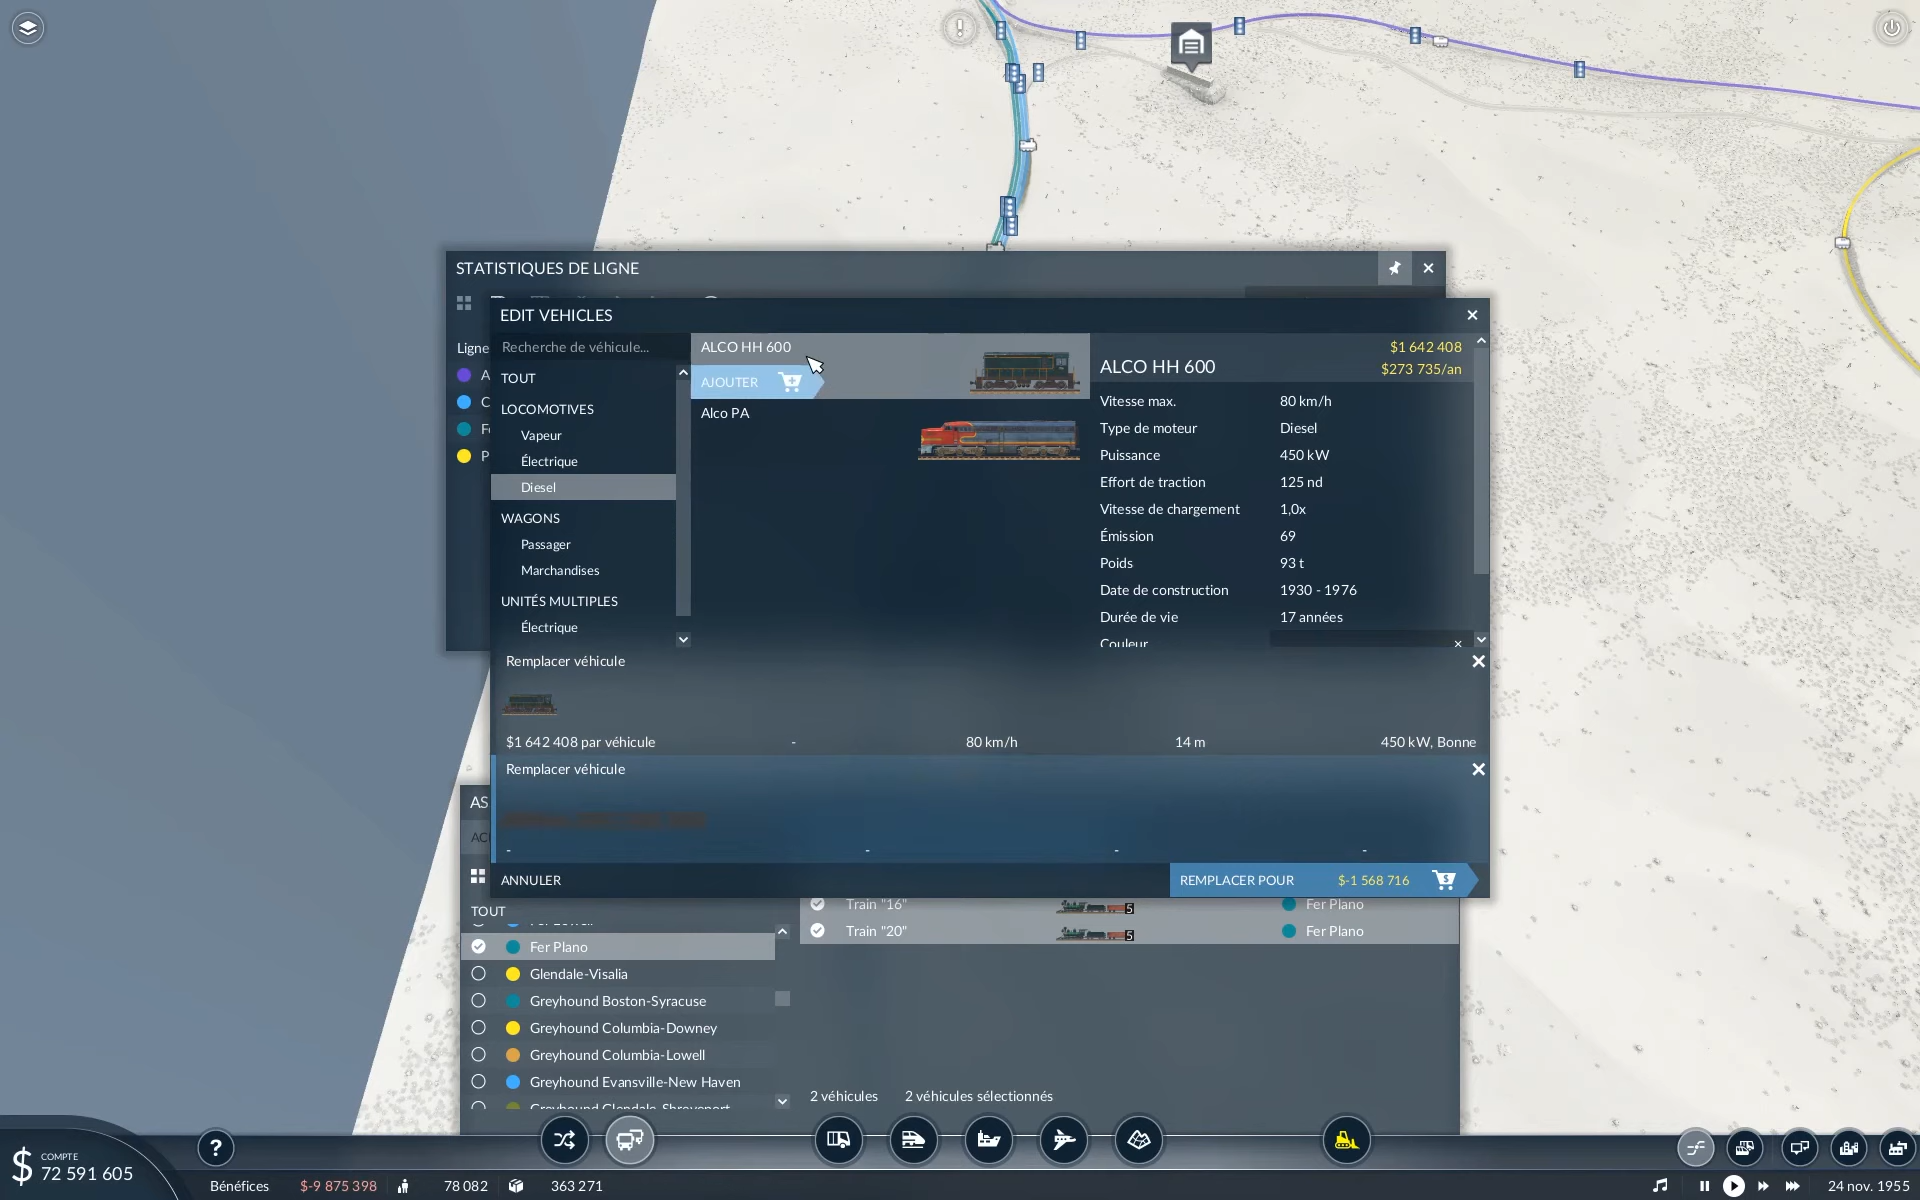 STATISTIQUES DE LIGNE
EDIT VEHICLES
Recherche de véhicule...
ALCO HH 600
$1 642 408
Ligne
ALCO HH 600
$273 735/an
TOUT
AJOUTER
LOCOMOTIVES
Alco PA
Vitesse max. 80 km/h
Vapeur
Type de moteur Diesel
Électrique
Puissance 450 kW
Diesel
Effort de traction 125 nd
WAGONS
Vitesse de chargement 1,0x
Passager
Émission 69
Marchandises
Poids 93 t
UNITÉS MULTIPLES
Date de construction 1930 - 1976
Électrique
Durée de vie 17 années
Couleur
Remplacer véhicule
$1 642 408 par véhicule - 80 km/h 14 m 450 kW, Bonne
Remplacer véhicule
- - - -
ANNULER
REMPLACER POUR $-1 568 716
AS
TOUT
Train "16" 5 Fer Plano
Train "20" 5 Fer Plano
Fer Plano
Glendale-Visalia
Greyhound Boston-Syracuse
Greyhound Columbia-Downey
Greyhound Columbia-Lowell
Greyhound Evansville-New Haven
Greyhound Glendale-Shreveport
2 véhicules 2 véhicules sélectionnés
COMPTE
$ 72 591 605
?
Bénéfices $-9 875 398 78 082 363 271
24 nov. 1955